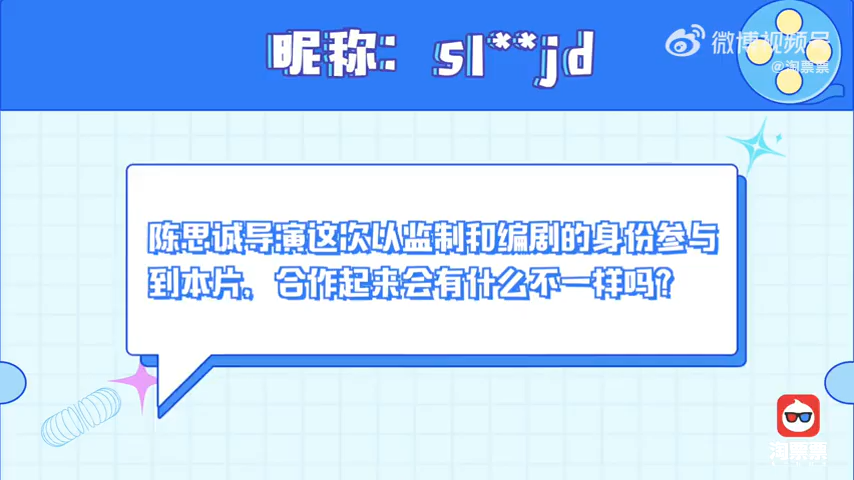 昵称：sl**jd
微博视频号
@淘票票
陈思诚导演这次以监制和编剧的身份参与
到本片，合作起来会有什么不一样吗？
淘票票